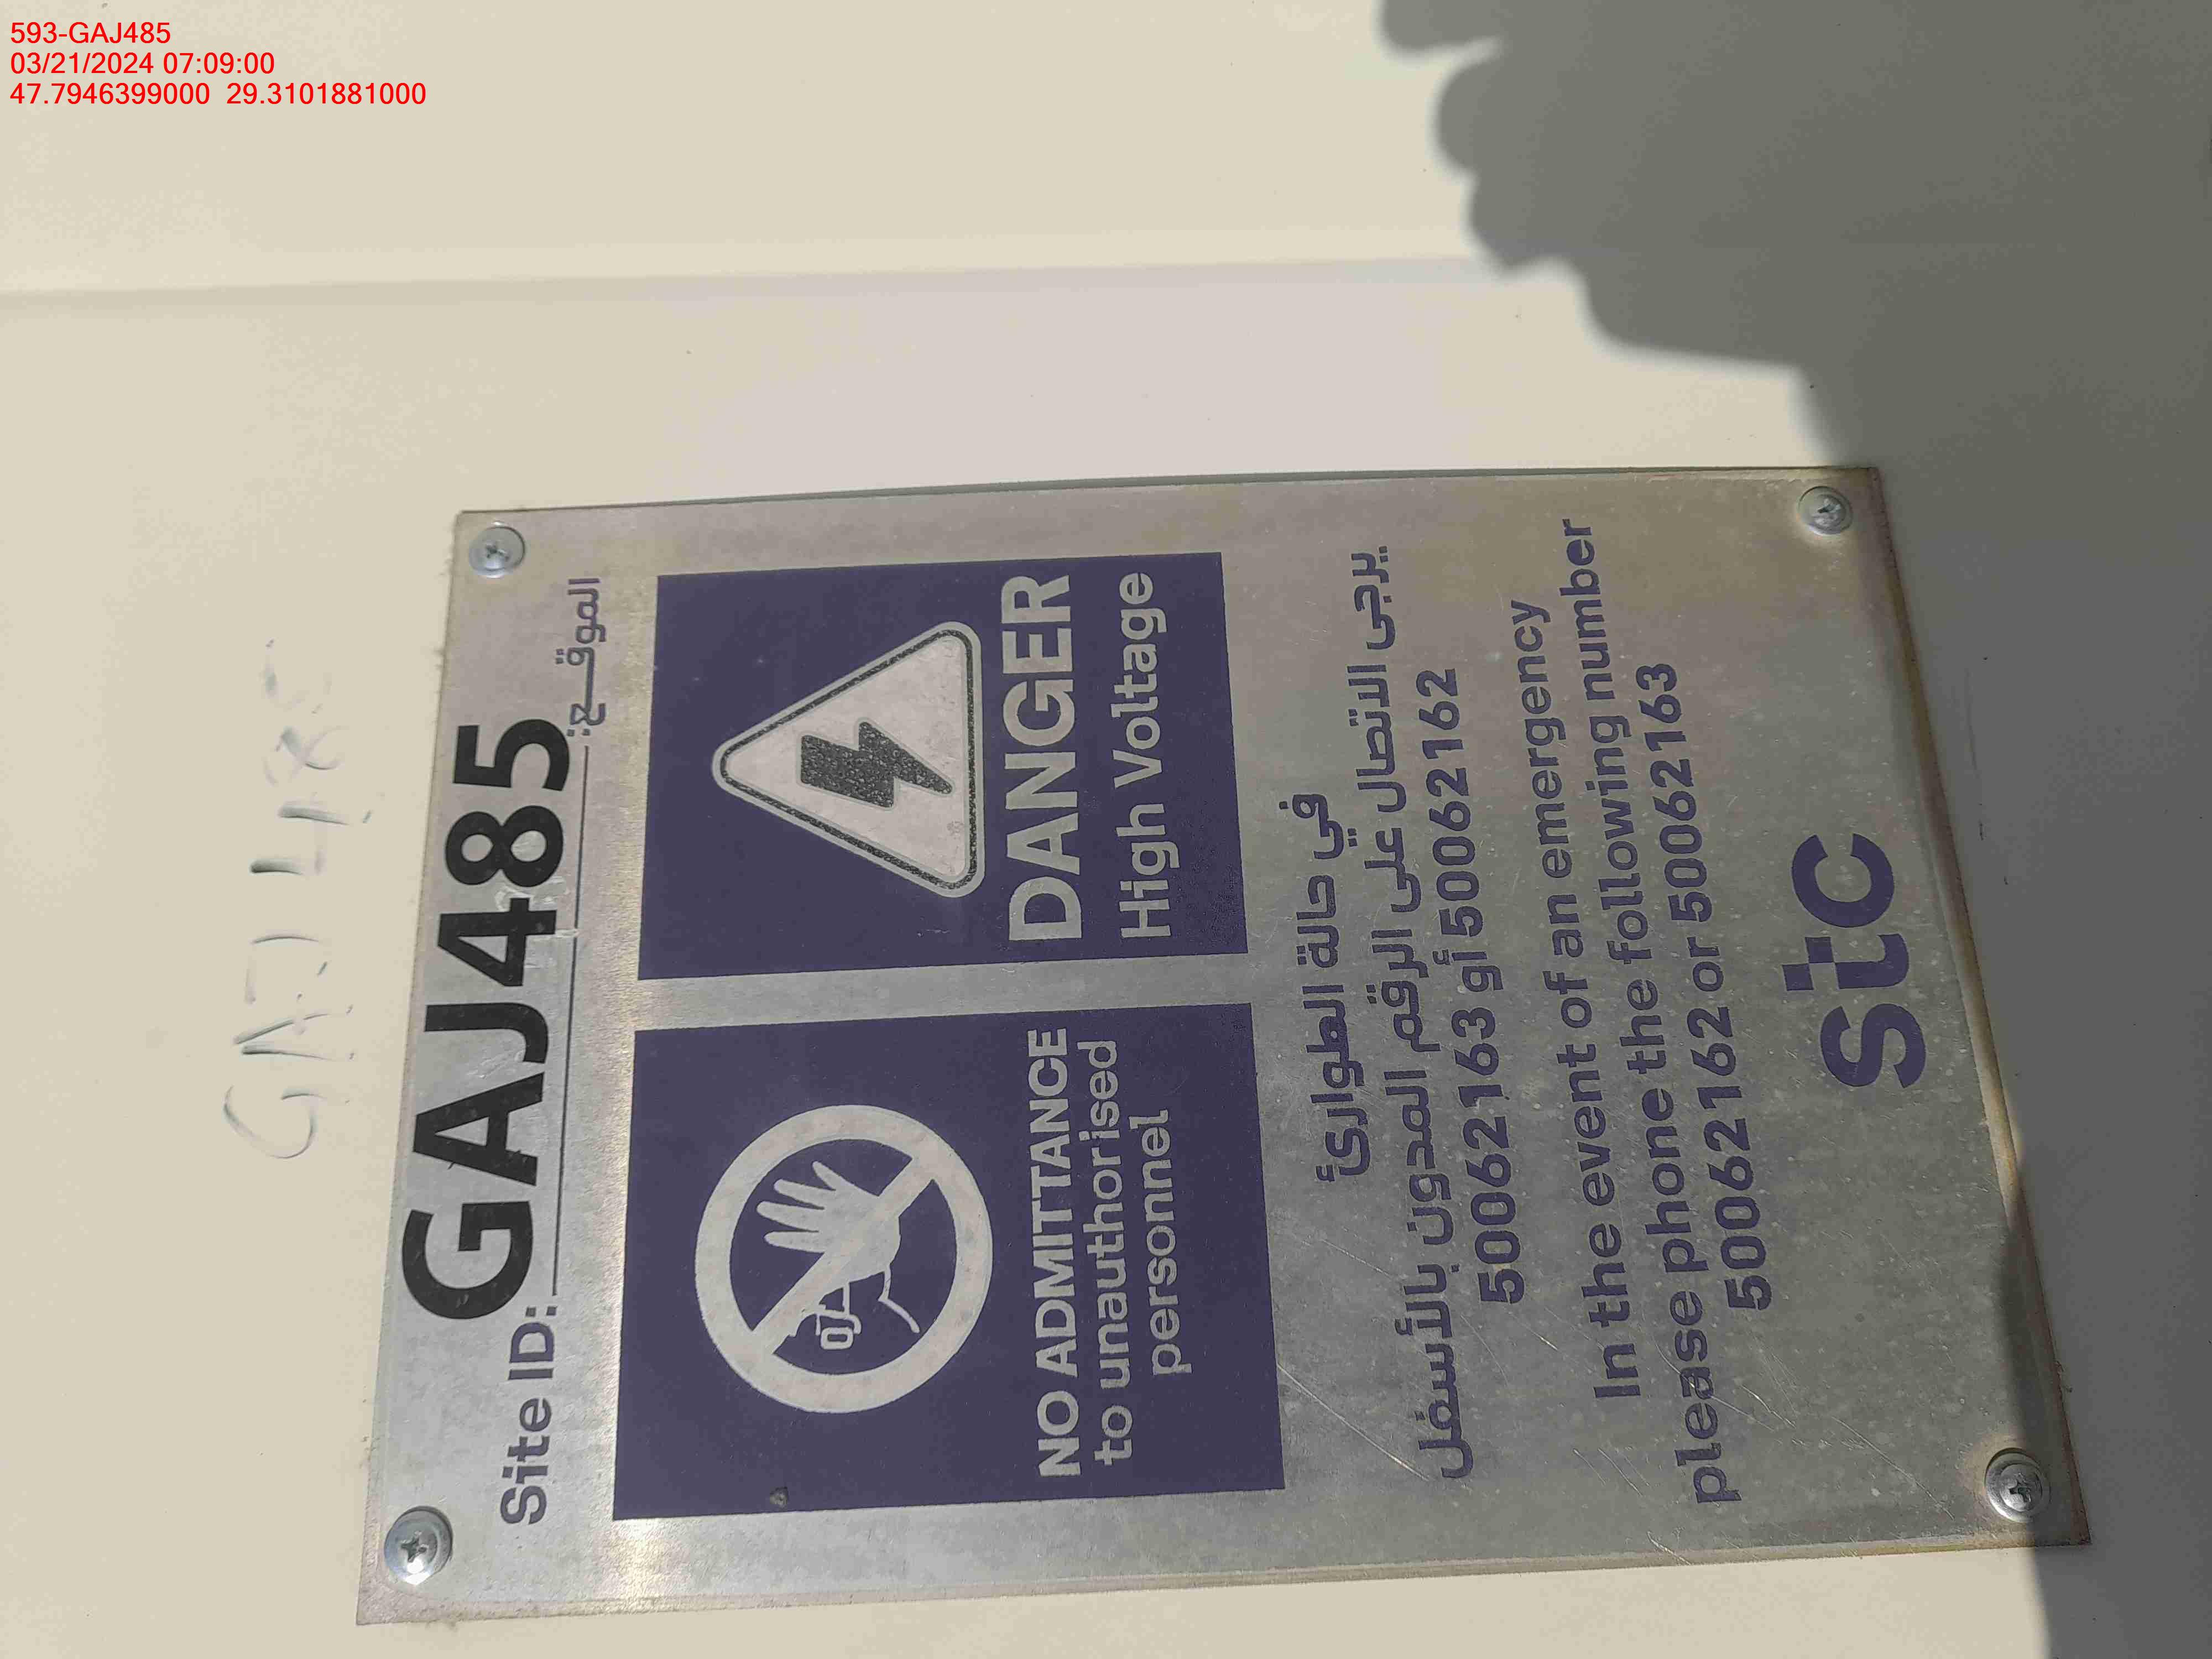 593-GAJ485
03/21/2024 07:09:00
47.7946399000 29.3101881000
GAJ485
Site ID: GAJ485 الموقع:
NO ADMITTANCE
to unauthorised
personnel
DANGER
High Voltage
في حالة الطوارئ
يرجى الاتصال على الرقم المدون بالأسفل
50062163 أو 50062162
In the event of an emergency
please phone the following number
50062162 or 50062163
stc